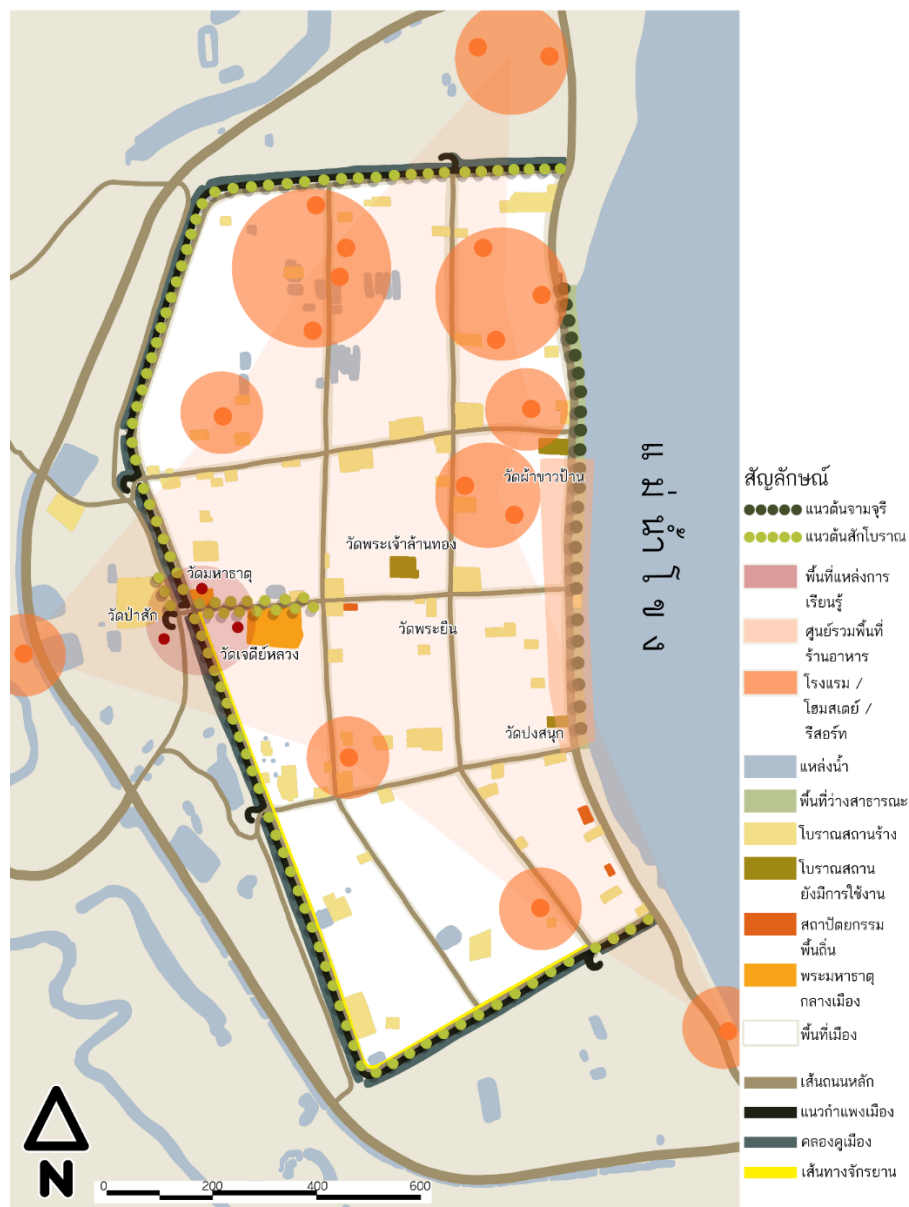 วัดผ้าขาวป้าน
แม่น้ำโขง
วัดพระเจ้าล้านทอง
วัดมหาธาตุ
วัดป่าสัก
วัดพระยืน
วัดเจดีย์หลวง
วัดปงสนุก
N
0 200 400 600
สัญลักษณ์
แนวต้นจามจุรี
แนวต้นสักโบราณ
พื้นที่แหล่งการ
เรียนรู้
ศูนย์รวมพื้นที่
ร้านอาหาร
โรงแรม /
โฮมสเตย์ /
รีสอร์ท
แหล่งน้ำ
พื้นที่ว่างสาธารณะ
โบราณสถานร้าง
โบราณสถาน
ยังมีการใช้งาน
สถาปัตยกรรม
พื้นถิ่น
พระมหาธาตุ
กลางเมือง
พื้นที่เมือง
เส้นถนนหลัก
แนวกำแพงเมือง
คลองคูเมือง
เส้นทางจักรยาน